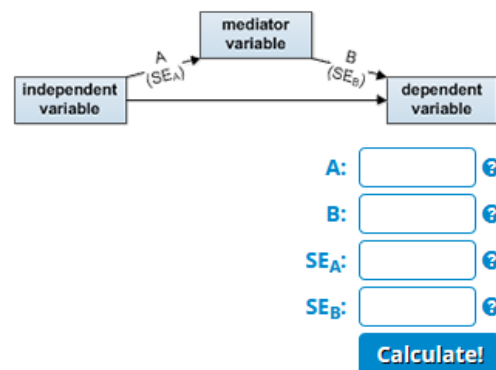 mediator
variable
A
(SEA)
B
(SEB)
independent
variable
dependent
variable
A:
?
B:
?
SEA:
?
SEB:
?
Calculate!